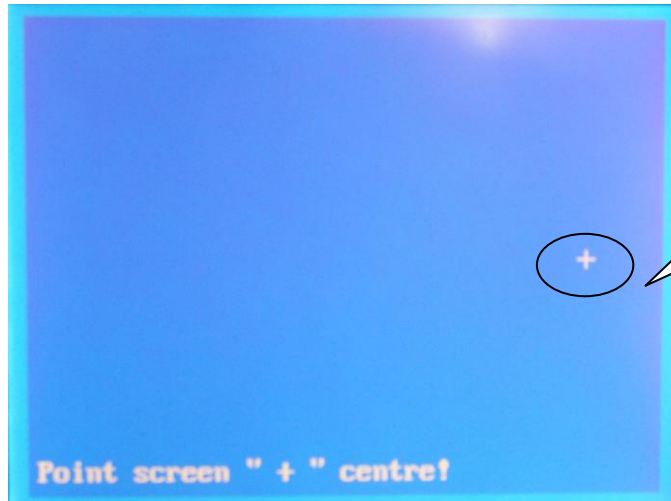 +
Point screen " + " centre!